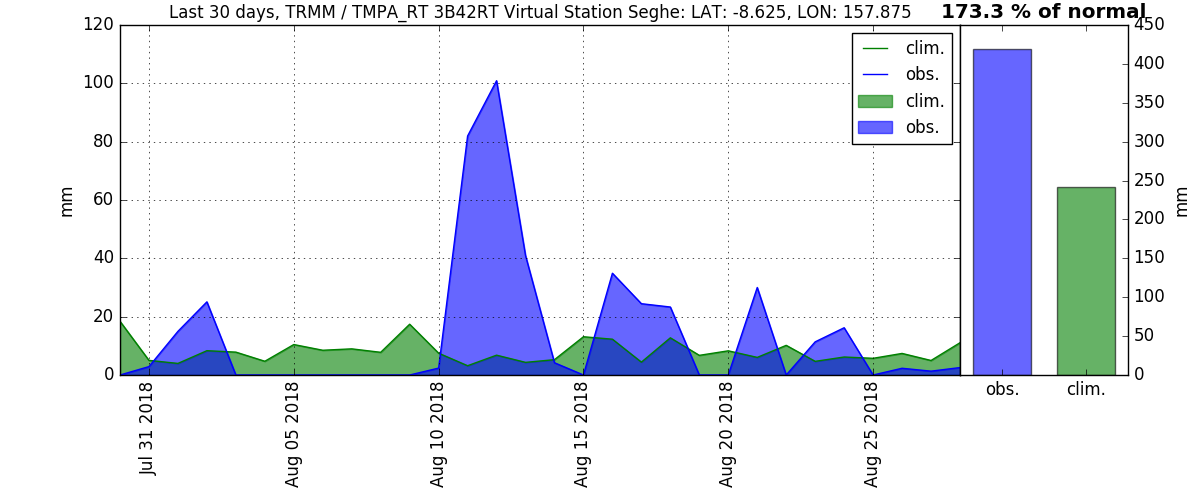 Last 30 days, TRMM / TMPA_RT 3B42RT Virtual Station Seghe: LAT: -8.625, LON: 157.875
173.3 % of normal
120
100
80
60
40
20
0
mm
clim.
obs.
clim.
obs.
Jul 31 2018
Aug 05 2018
Aug 10 2018
Aug 15 2018
Aug 20 2018
Aug 25 2018
450
400
350
300
250
200
150
100
50
0
mm
obs.
clim.